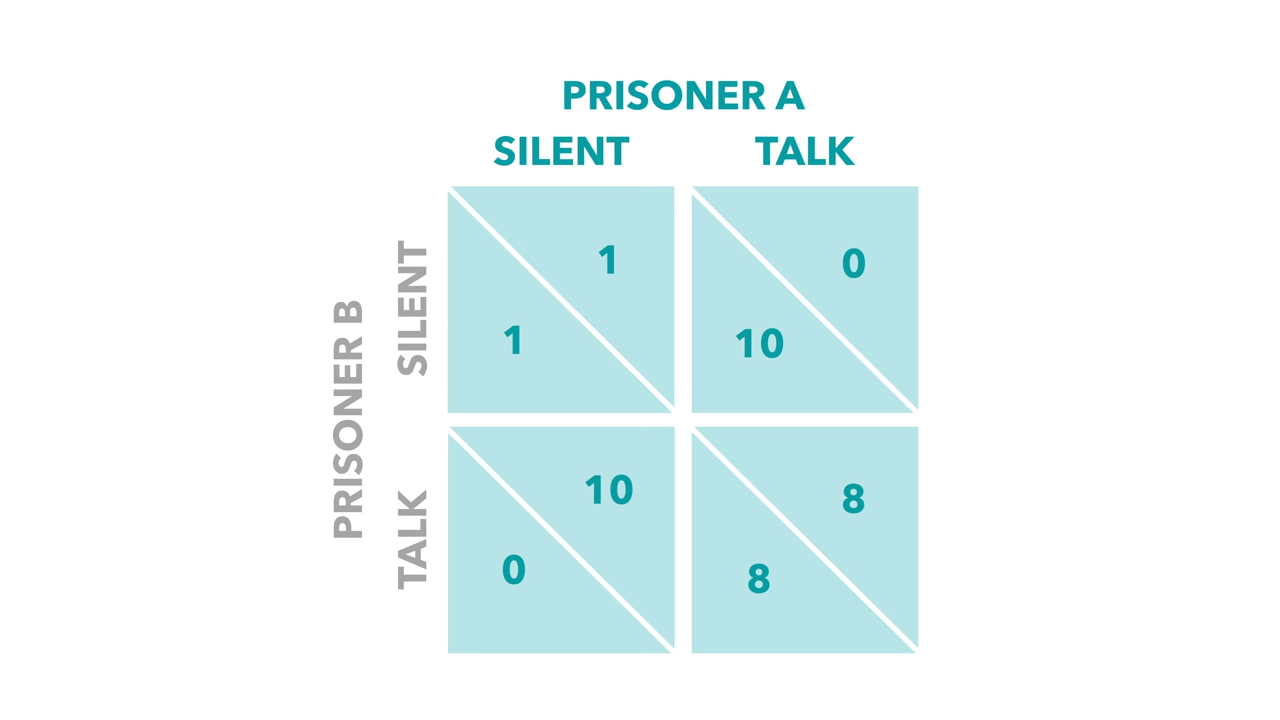 PRISONER A
SILENT TALK
PRISONER B
SILENT
1
1
0
10
TALK
10
0
8
8